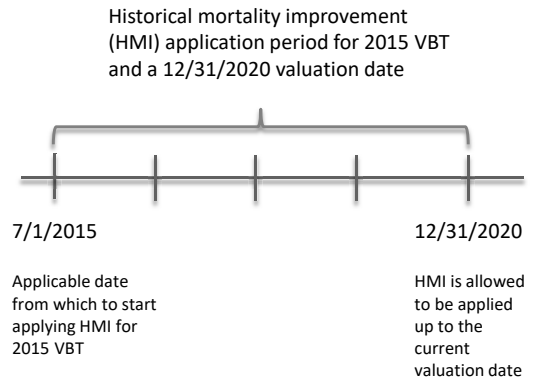 Historical mortality improvement
(HMI) application period for 2015 VBT
and a 12/31/2020 valuation date
7/1/2015
12/31/2020
Applicable date
from which to start
applying HMI for
2015 VBT
HMI is allowed
to be applied
up to the
current
valuation date